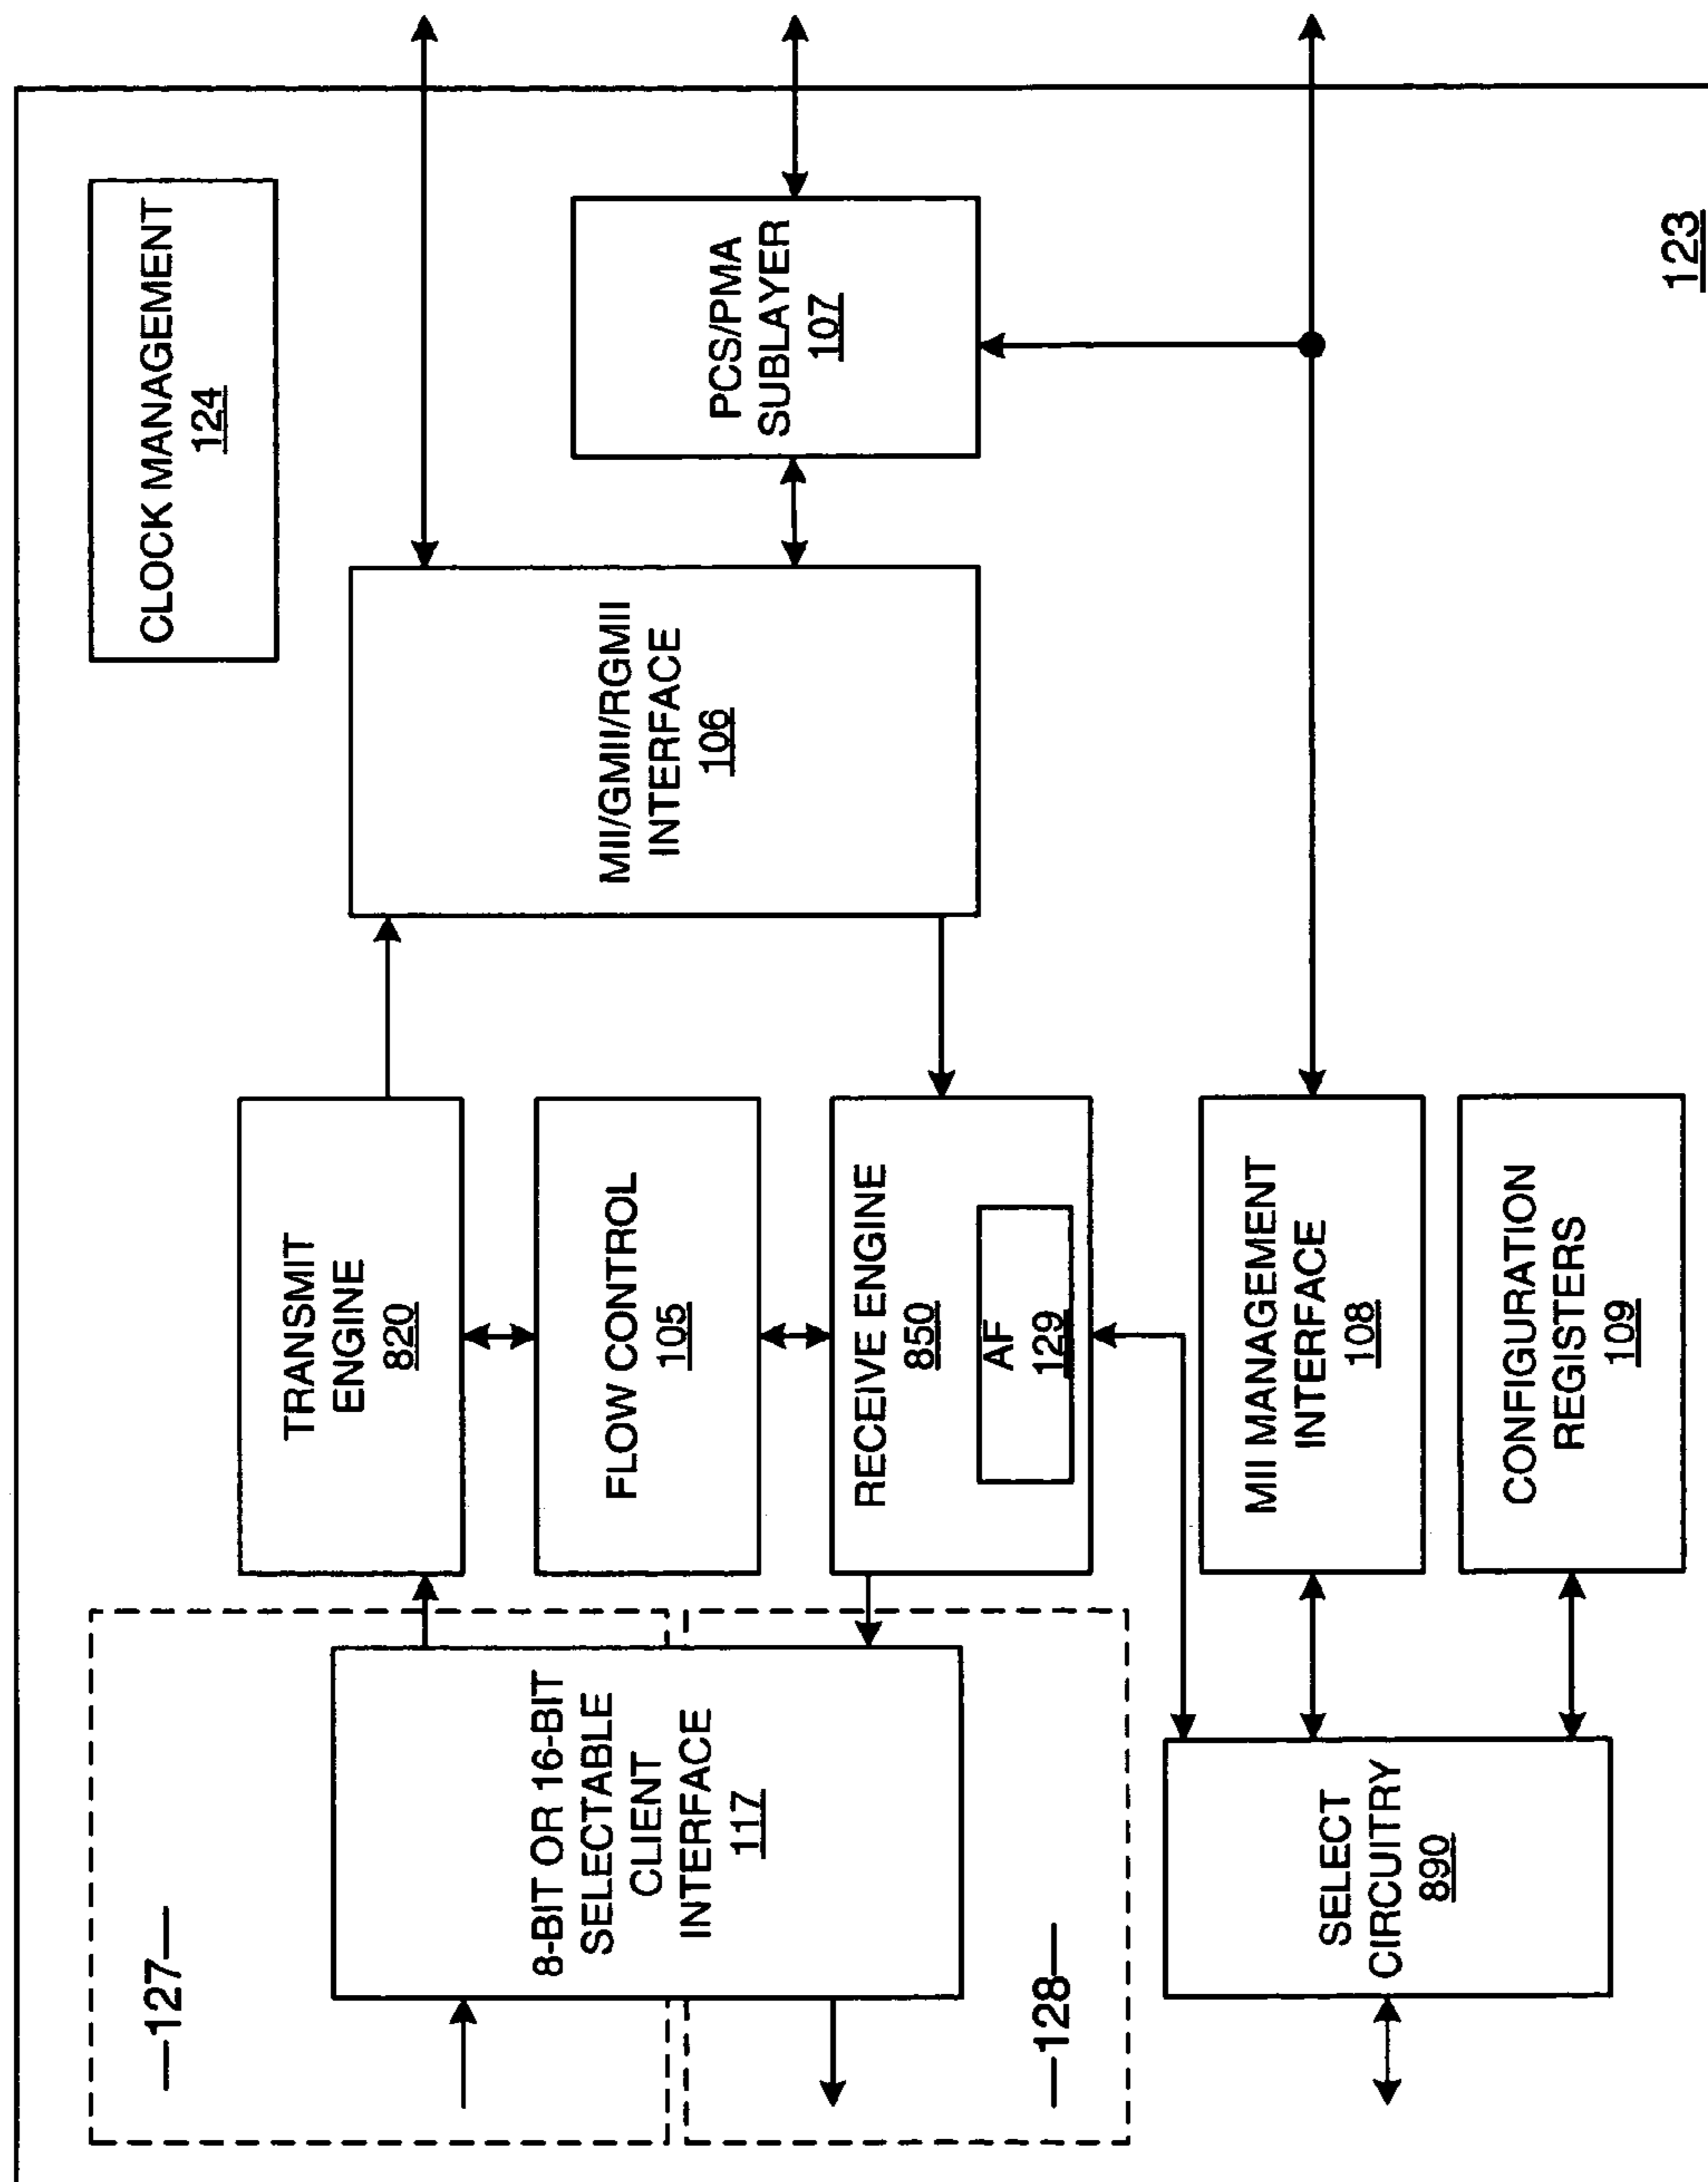 CLOCK MANAGEMENT
124
—127—
TRANSMIT
ENGINE
820
8-BIT OR 16-BIT
SELECTABLE
CLIENT
INTERFACE
117
FLOW CONTROL
105
MII/GMII/RGMII
INTERFACE
106
PCS/PMA
SUBLAYER
107
RECEIVE ENGINE
850
AF
129
—128—
SELECT
CIRCUITRY
890
MII MANAGEMENT
INTERFACE
108
CONFIGURATION
REGISTERS
109
123